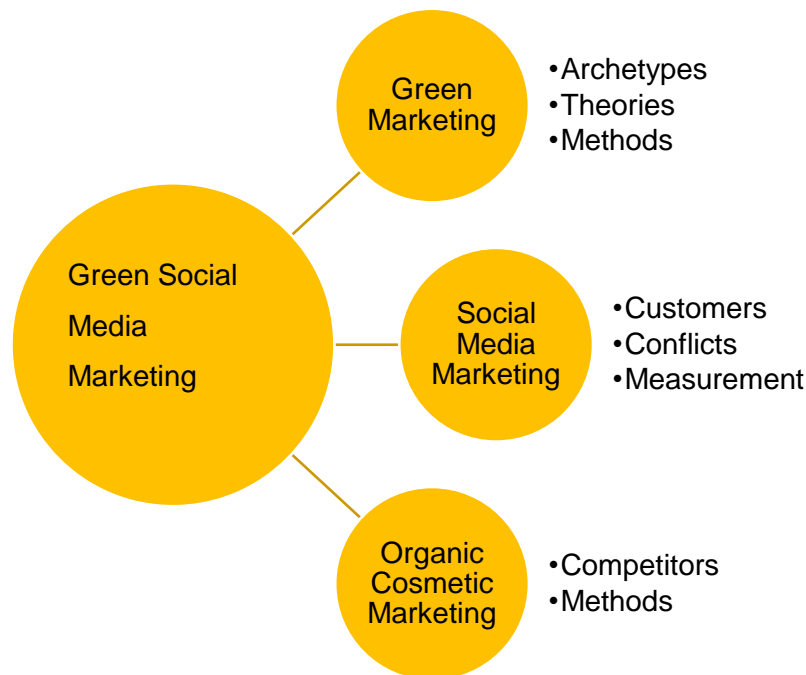 Green
Marketing
•Archetypes
•Theories
•Methods
Green Social
Media
Marketing
Social
Media
Marketing
•Customers
•Conflicts
•Measurement
Organic
Cosmetic
Marketing
•Competitors
•Methods